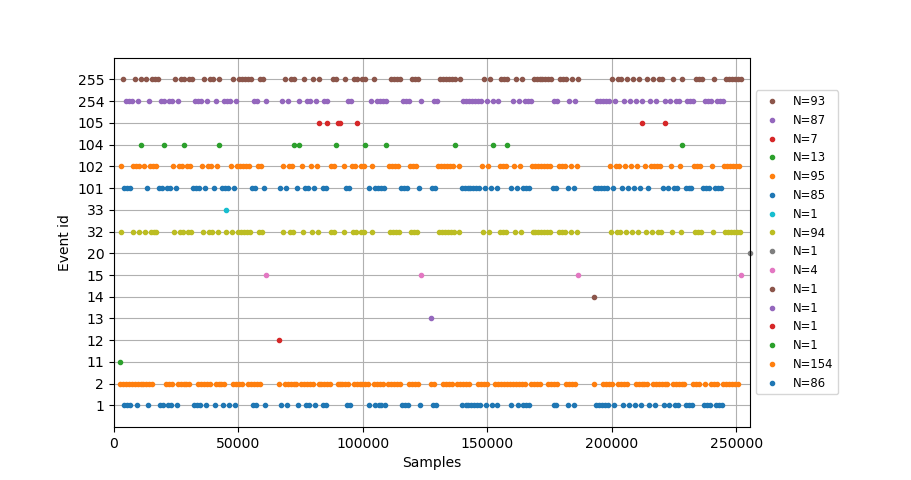 255
254
105
104
102
101
33
32
20
15
14
13
12
11
2
1
Event id
0 50000 100000 150000 200000 250000
Samples
N=93
N=87
N=7
N=13
N=95
N=85
N=1
N=94
N=1
N=4
N=1
N=1
N=1
N=1
N=154
N=86